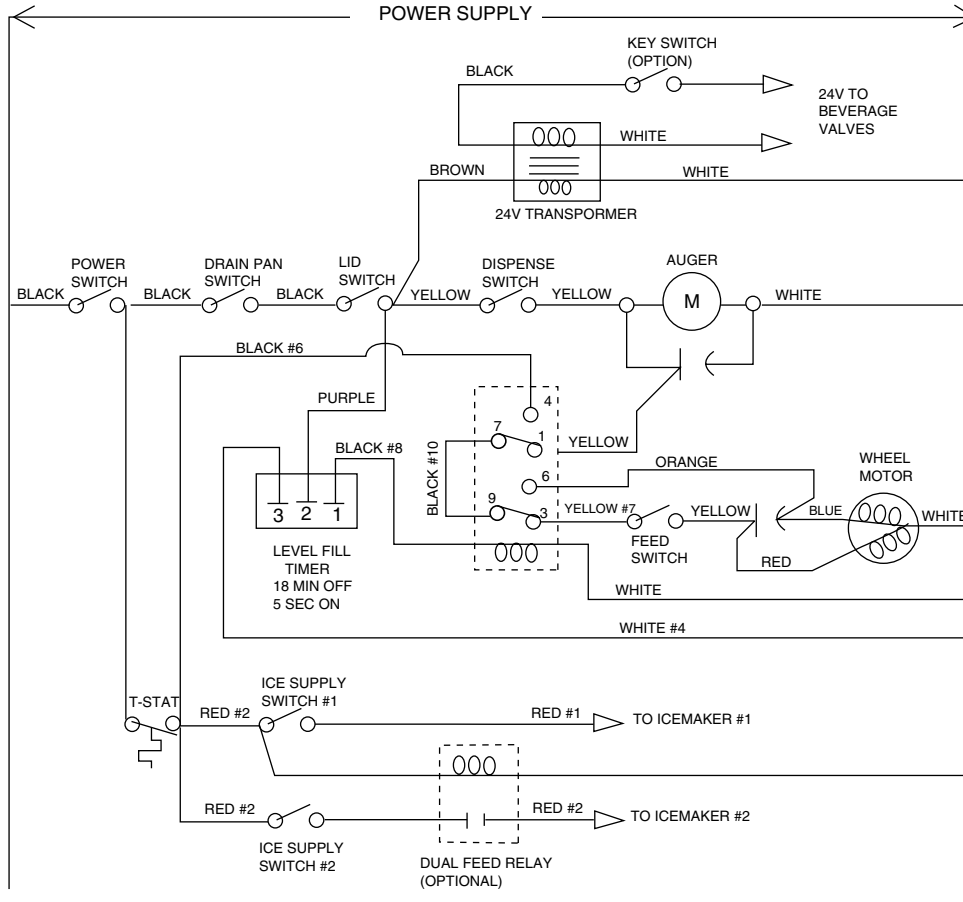 POWER SUPPLY
KEY SWITCH
(OPTION)
BLACK
24V TO
BEVERAGE
VALVES
WHITE
BROWN
WHITE
24V TRANSPORMER
POWER
SWITCH
DRAIN PAN
SWITCH
LID
SWITCH
DISPENSE
SWITCH
AUGER
BLACK
BLACK
BLACK
YELLOW
YELLOW
M
WHITE
BLACK #6
PURPLE
4
7
1
YELLOW
BLACK #8
BLACK #10
6
ORANGE
WHEEL
MOTOR
9
3
YELLOW #7
YELLOW
BLUE
WHITE
FEED
SWITCH
RED
3 2 1
LEVEL FILL
TIMER
18 MIN OFF
5 SEC ON
WHITE
WHITE #4
T-STAT
ICE SUPPLY
SWITCH #1
RED #2
RED #1
TO ICEMAKER #1
RED #2
RED #2
TO ICEMAKER #2
ICE SUPPLY
SWITCH #2
DUAL FEED RELAY
(OPTIONAL)